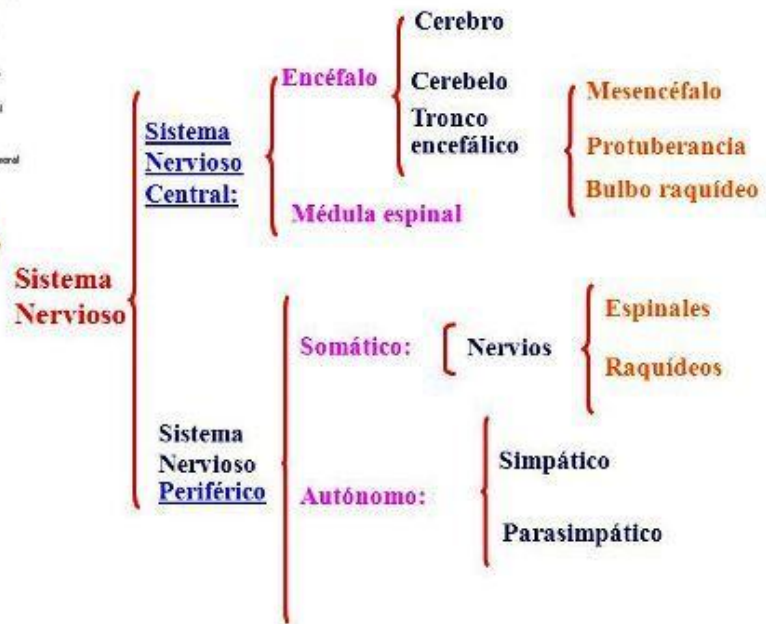 Sistema
Nervioso
Sistema
Nervioso
Central:
Encéfalo
Cerebro
Cerebelo
Tronco
encefálico
Mesencéfalo
Protuberancia
Bulbo raquídeo
Médula espinal
Sistema
Nervioso
Periférico
Somático:
Nervios
Espinales
Raquídeos
Autónomo:
Simpático
Parasimpático